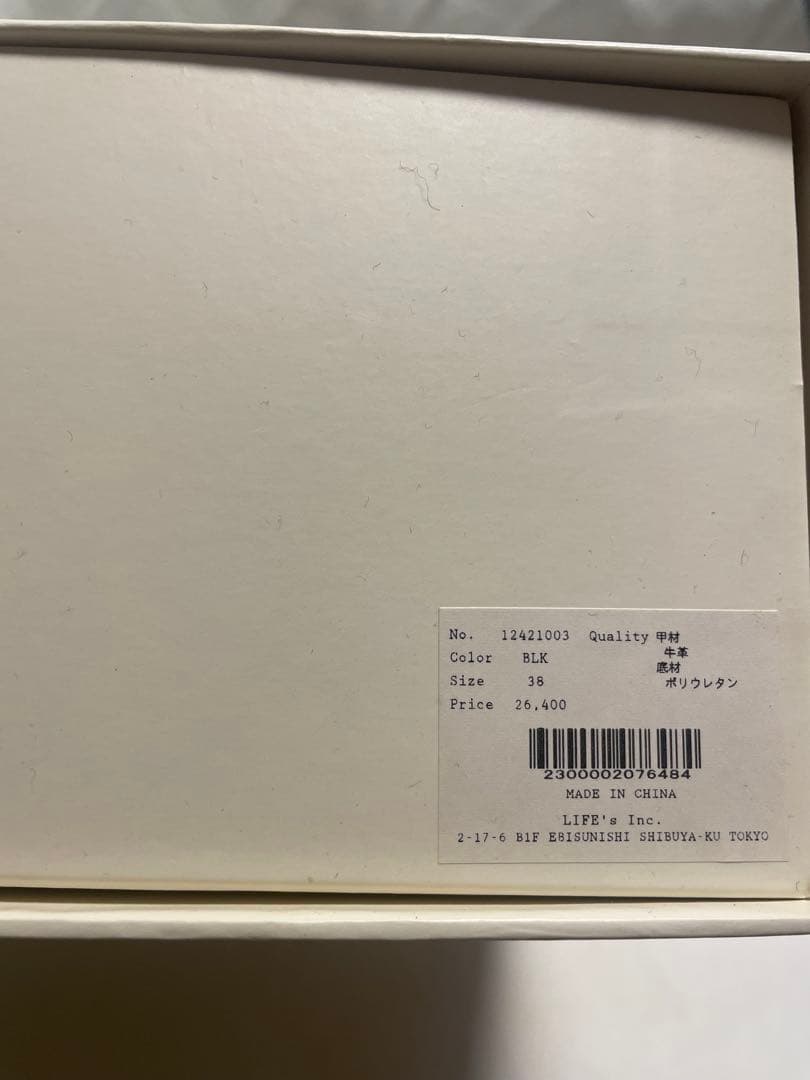 No. 12421003 Quality 甲材
Color BLK 牛革
底材
Size 38 ポリウレタン
Price 26,400
2300002076484
MADE IN CHINA
LIFE's Inc.
2-17-6 B1F EBISUNISHI SHIBUYA-KU TOKYO